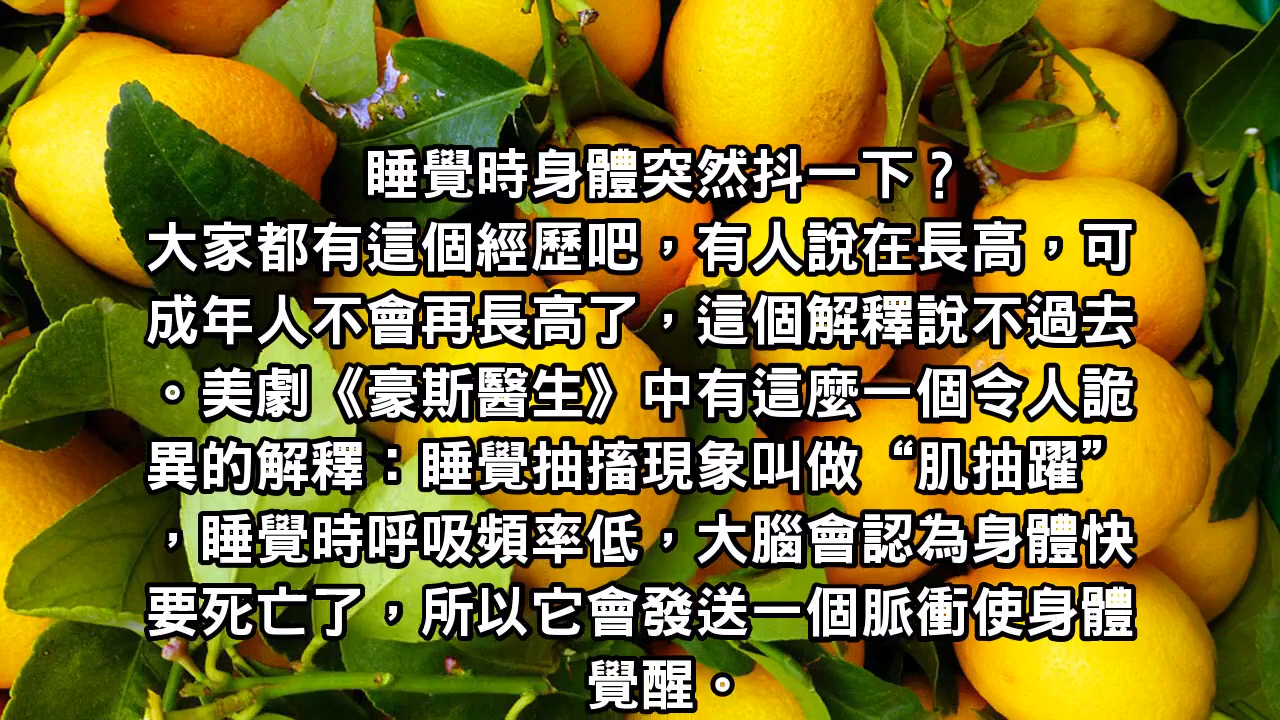 睡覺時身體突然抖一下？
大家都有這個經歷吧，有人說在長高，可
成年人不會再長高了，這個解釋說不過去
。美劇《豪斯醫生》中有這麼一個令人詭
異的解釋：睡覺抽搐現象叫做“肌抽躍”
，睡覺時呼吸頻率低，大腦會認為身體快
要死亡了，所以它會發送一個脈衝使身體
覺醒。